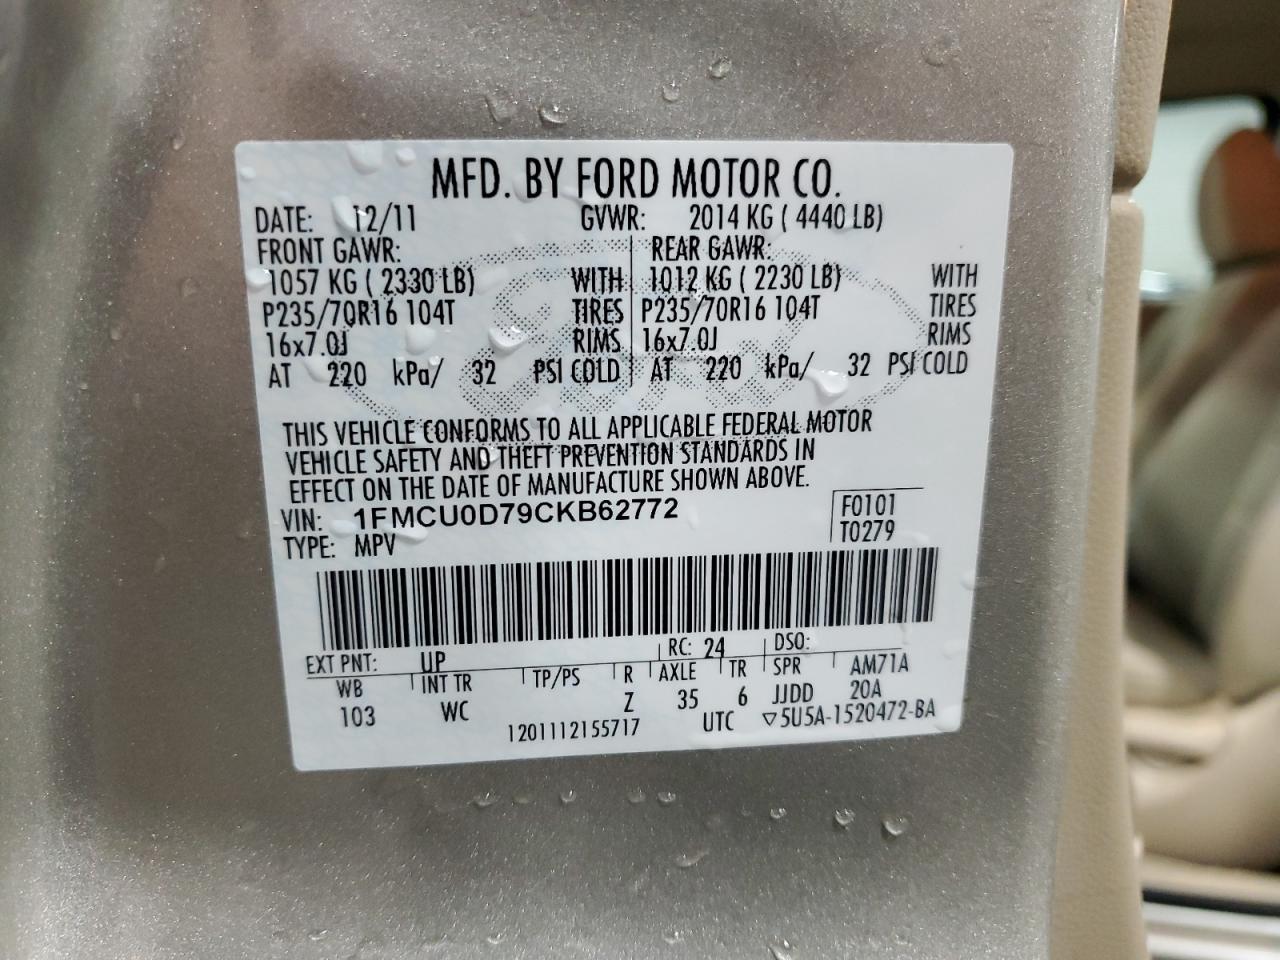 MFD. BY FORD MOTOR CO.
DATE: 12/11 GVWR: 2014 KG ( 4440 LB)
FRONT GAWR: REAR GAWR:
1057 KG ( 2330 LB) WITH 1012 KG ( 2230 LB) WITH
P235/70R16 104T TIRES P235/70R16 104T TIRES
16x7.0J RIMS 16x7.0J RIMS
AT 220 kPa/ 32 PSI COLD AT 220 kPa/ 32 PSI COLD
THIS VEHICLE CONFORMS TO ALL APPLICABLE FEDERAL MOTOR
VEHICLE SAFETY AND THEFT PREVENTION STANDARDS IN
EFFECT ON THE DATE OF MANUFACTURE SHOWN ABOVE.
VIN: 1FMCU0D79CKB62772 F0101
TYPE: MPV T0279
EXT PNT: UP RC: 24 DSO:
WB INT TR TP/PS R AXLE TR SPR AM71A
103 WC Z 35 6 JJDD 20A
1201112155717 UTC ▽5U5A-1520472-BA